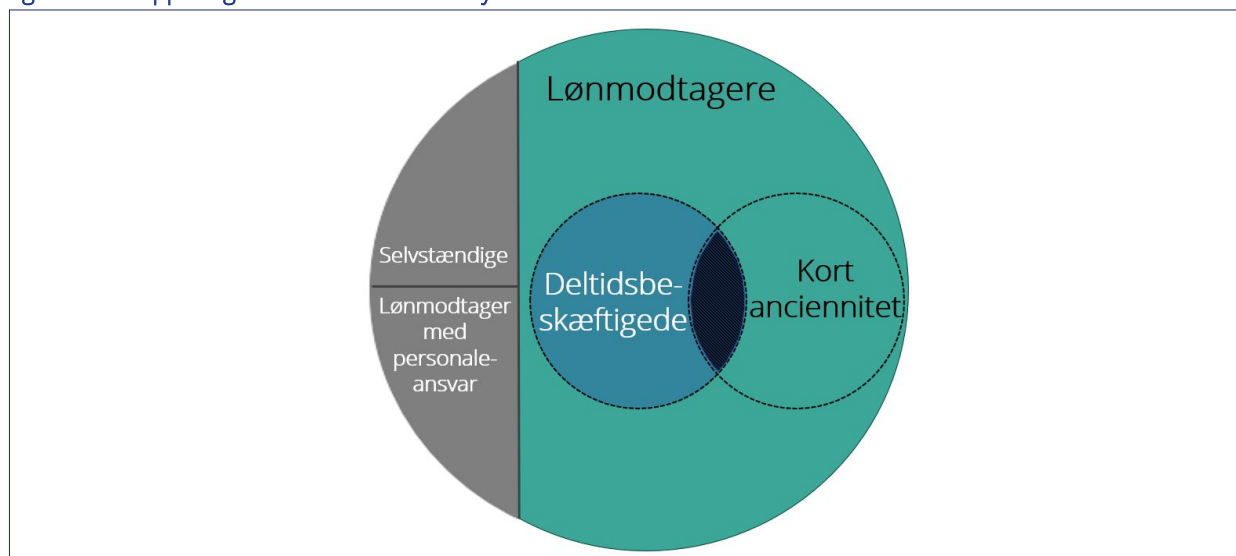 Lønmodtagere
Selvstændige
Lønmodtager
med
personale-
ansvar
Deltidsbe-
skæftigede
Kort
anciennitet